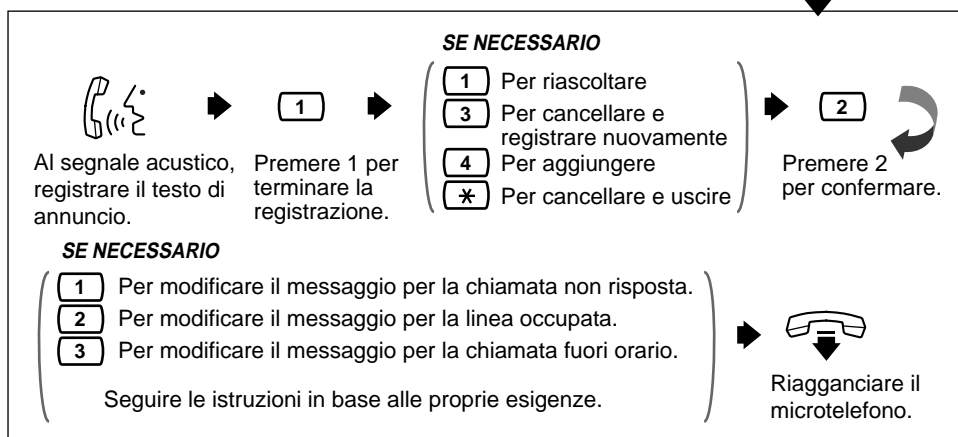 SE NECESSARIO
1 Per riascoltare
3 Per cancellare e
registrare nuovamente
4 Per aggiungere
* Per cancellare e uscire
1
2
Al segnale acustico,
registrare il testo di
annuncio.
Premere 1 per
terminare la
registrazione.
Premere 2
per confermare.
SE NECESSARIO
1 Per modificare il messaggio per la chiamata non risposta.
2 Per modificare il messaggio per la linea occupata.
3 Per modificare il messaggio per la chiamata fuori orario.
Seguire le istruzioni in base alle proprie esigenze.
Riagganciare il
microtelefono.